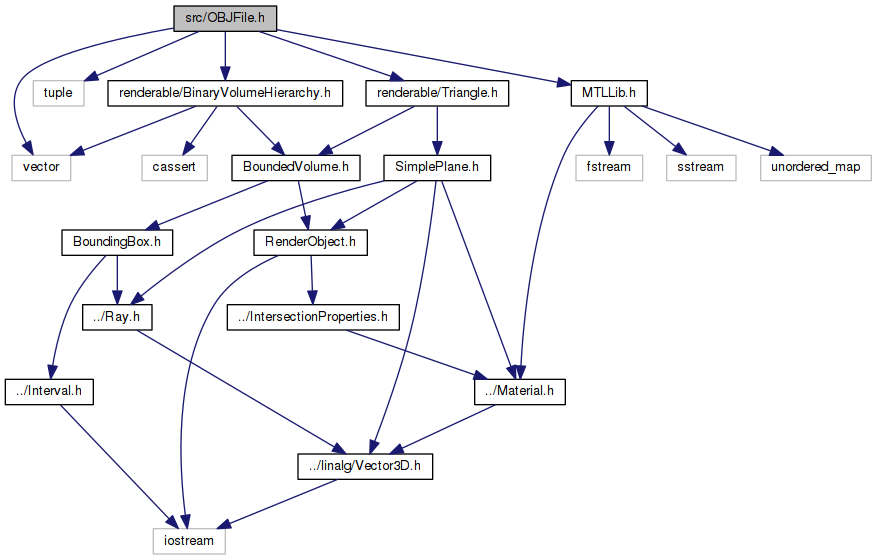 src/OBJFile.h
tuple
renderable/BinaryVolumeHierarchy.h
renderable/Triangle.h
MTLLib.h
vector
cassert
BoundedVolume.h
SimplePlane.h
fstream
sstream
unordered_map
BoundingBox.h
RenderObject.h
../Ray.h
../IntersectionProperties.h
../Interval.h
../Material.h
../linalg/Vector3D.h
iostream